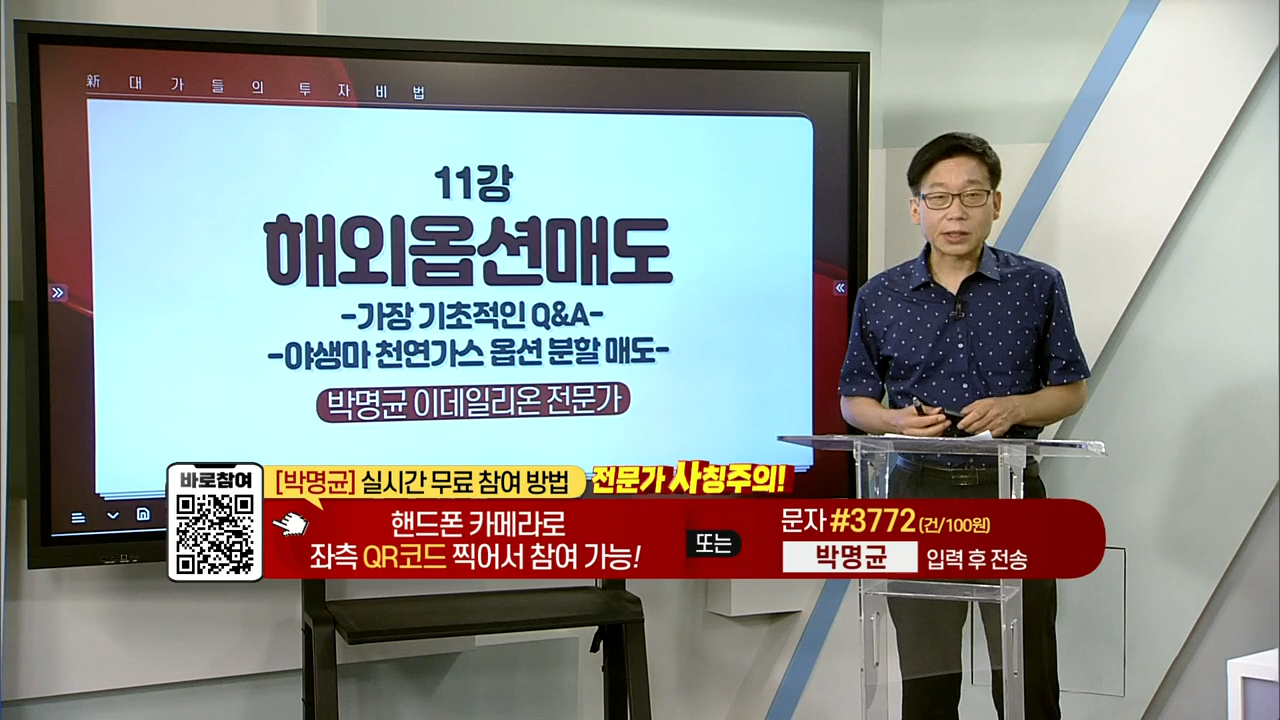 新 대 가 들 의 투 자 비 법
11강
해외옵션매도
-가장 기초적인 Q&A-
-야생마 천연가스 옵션 분할 매도-
박명균 이데일리온 전문가
바로참여
[박명균] 실시간 무료 참여 방법
전문가 사칭주의!
핸드폰 카메라로
좌측 QR코드 찍어서 참여 가능!
또는
문자 #3772 (건/100원)
박명균 입력 후 전송